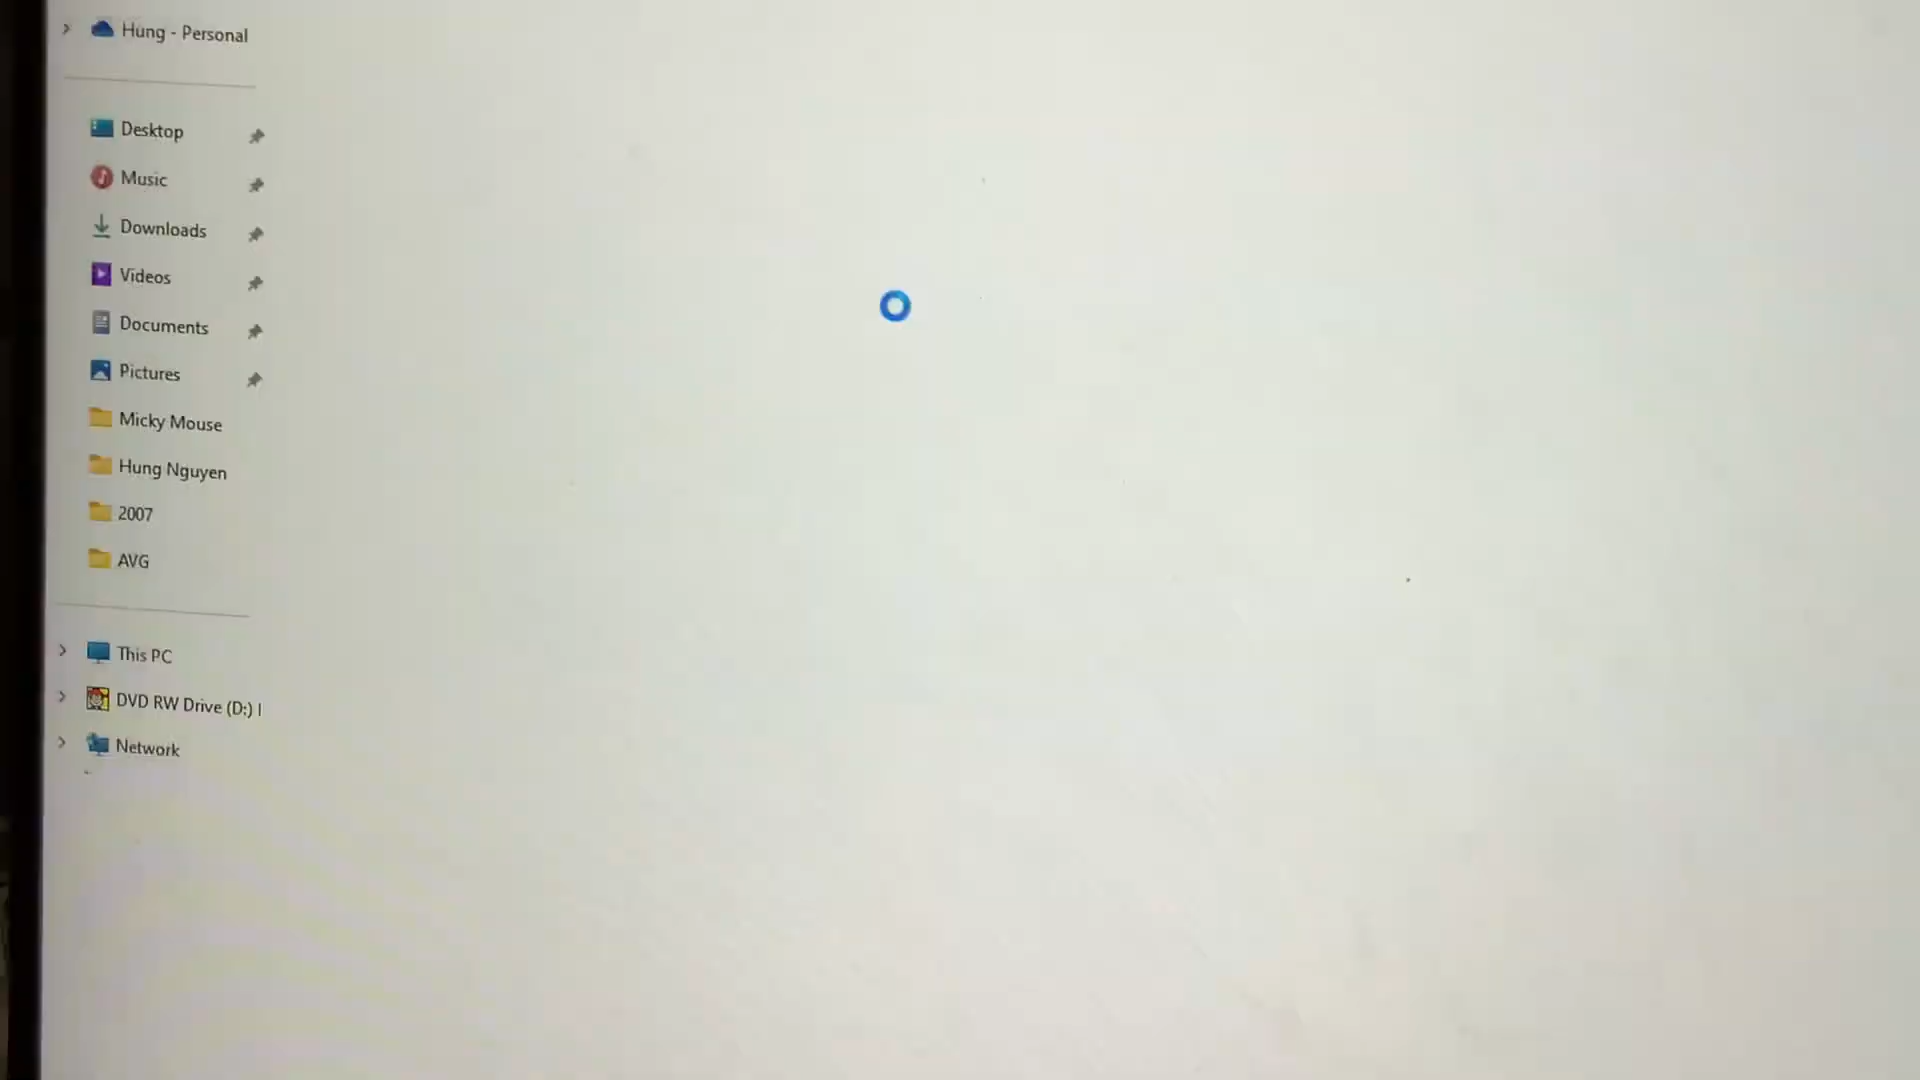 Hung - Personal
Desktop
Music
Downloads
Videos
Documents
Pictures
Micky Mouse
Hung Nguyen
2007
AVG
This PC
DVD RW Drive (D:)
Network